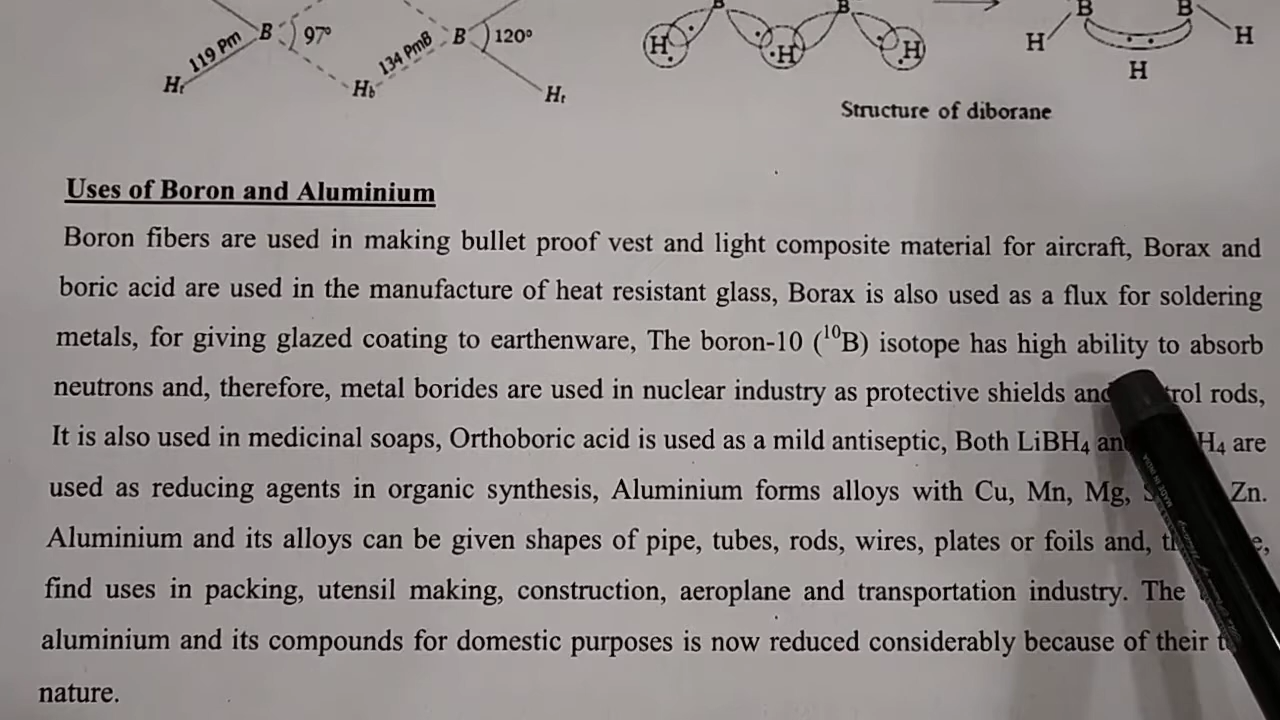 B B B B
119 Pm B 97° 134 Pm B 120° H H H H H
H
Ht Hb Ht
Structure of diborane
Uses of Boron and Aluminium
Boron fibers are used in making bullet proof vest and light composite material for aircraft, Borax and
boric acid are used in the manufacture of heat resistant glass, Borax is also used as a flux for soldering
metals, for giving glazed coating to earthenware, The boron-10 (¹⁰B) isotope has high ability to absorb
neutrons and, therefore, metal borides are used in nuclear industry as protective shields and rods,
It is also used in medicinal soaps, Orthoboric acid is used as a mild antiseptic, Both LiBH₄ H₄ are
used as reducing agents in organic synthesis, Aluminium forms alloys with Cu, Mn, Mg, Zn.
Aluminium and its alloys can be given shapes of pipe, tubes, rods, wires, plates or foils and,
find uses in packing, utensil making, construction, aeroplane and transportation industry. The
aluminium and its compounds for domestic purposes is now reduced considerably because of their
nature.